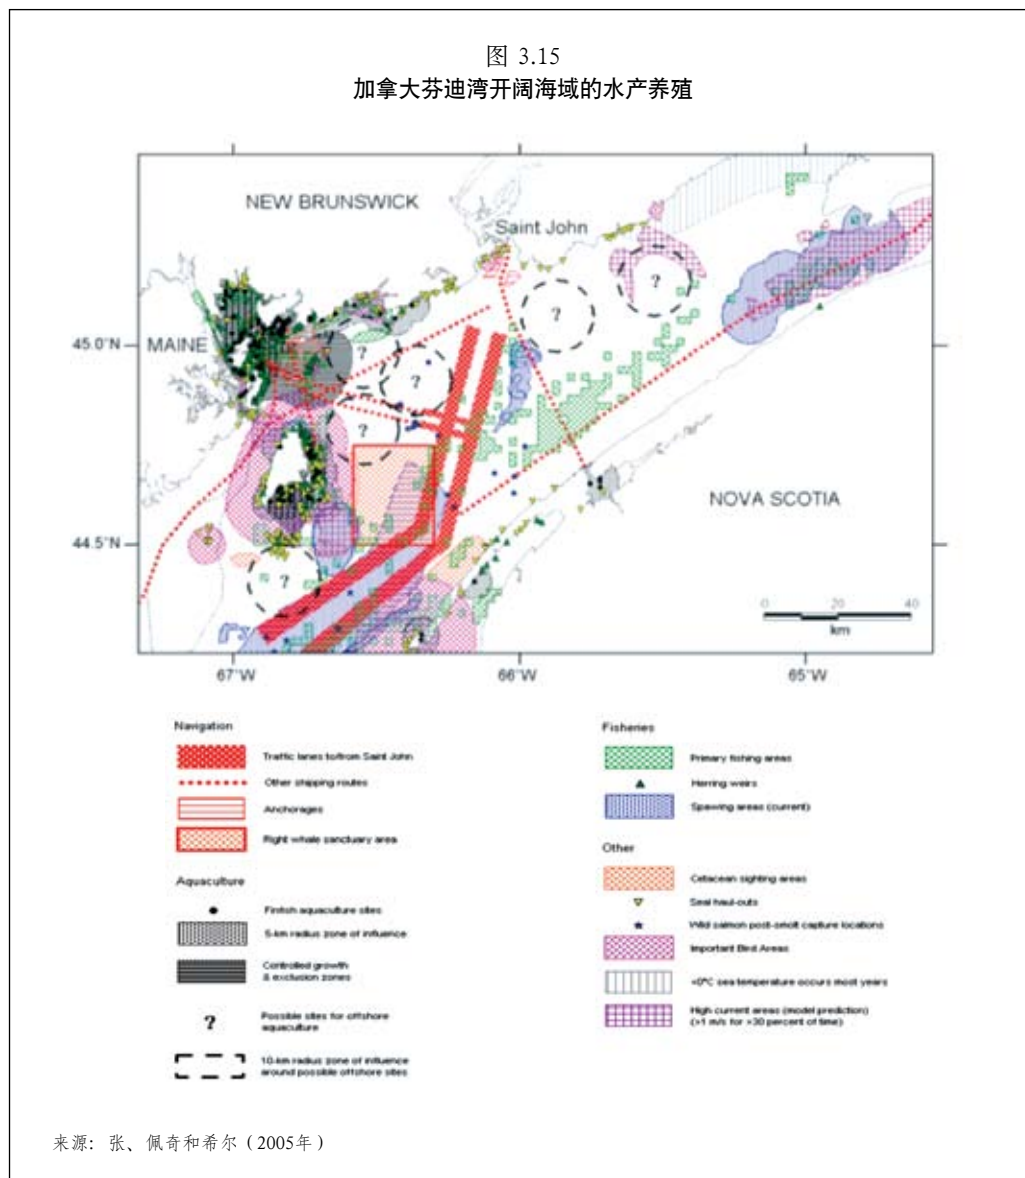 图 3.15
加拿大芬迪湾开阔海域的水产养殖
NEW BRUNSWICK
Saint John
?
?
45.0°N
MAINE
?
?
?
NOVA SCOTIA
44.5°N
?
0 20 40
km
67°W
66°W
65°W
Navigation
Traffic lanes to/from Saint John
Other shipping routes
Anchorages
Right whale sanctuary area
Aquaculture
Finfish aquaculture sites
5-km radius zone of influence
Controlled growth
& exclusion zones
? Possible sites for offshore
aquaculture
10-km radius zone of influence
around possible offshore sites
Fisheries
Primary fishing areas
Herring weirs
Spawning areas (current)
Other
Cetacean sighting areas
Seal haul-outs
Wild salmon post-smolt capture locations
Important Bird Areas
<0°C sea temperature occurs most years
High current areas (model prediction)
(>1 m/s for >30 percent of time)
来源: 张、佩奇和希尔（2005年）